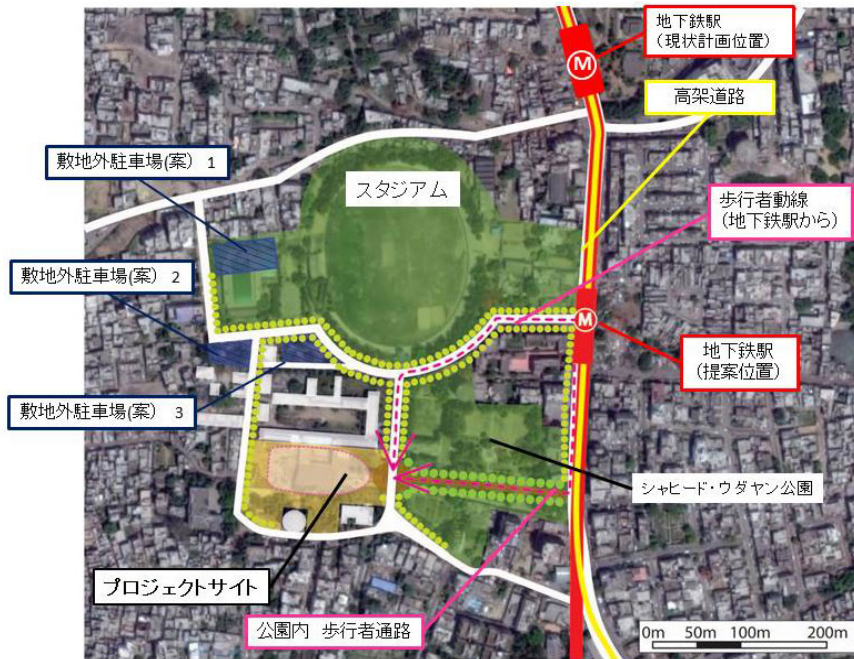 地下鉄駅
(現状計画位置)
M
高架道路
敷地外駐車場(案) 1
スタジアム
歩行者動線
(地下鉄駅から)
敷地外駐車場(案) 2
M
地下鉄駅
(提案位置)
敷地外駐車場(案) 3
シャヒード・ウダヤン公園
プロジェクトサイト
公園内 歩行者通路
0m 50m 100m 200m